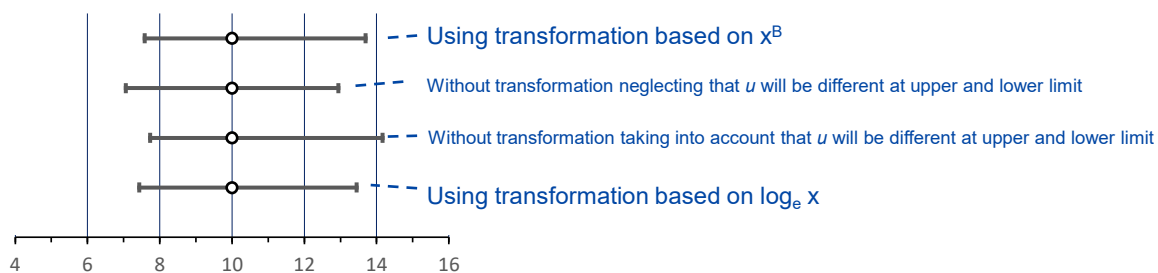 Using transformation based on x^B
Without transformation neglecting that u will be different at upper and lower limit
Without transformation taking into account that u will be different at upper and lower limit
Using transformation based on logₑ x
4 6 8 10 12 14 16